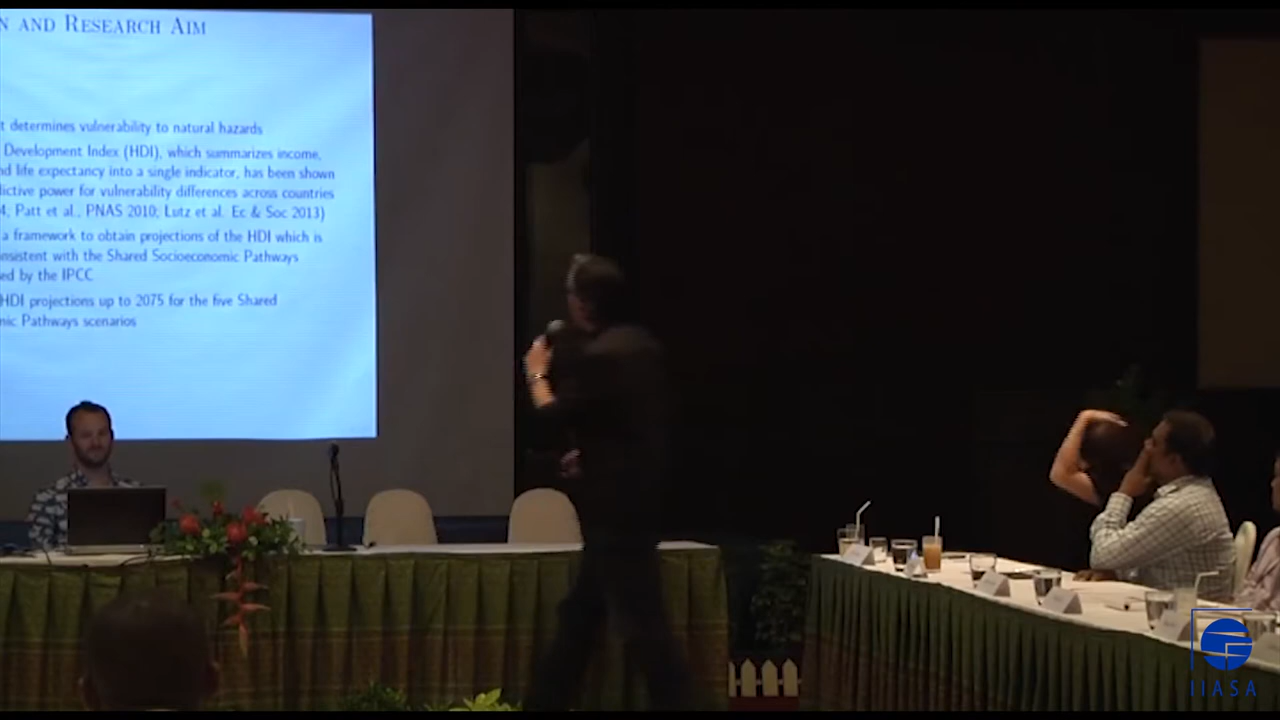 N AND RESEARCH AIM
t determines vulnerability to natural hazards
Development Index (HDI), which summarizes income,
nd life expectancy into a single indicator, has been shown
dictive power for vulnerability differences across countries
4; Patt et al., PNAS 2010; Lutz et al. Ec & Soc 2013)
a framework to obtain projections of the HDI which is
nsistent with the Shared Socioeconomic Pathways
ed by the IPCC
HDI projections up to 2075 for the five Shared
mic Pathways scenarios
IIASA